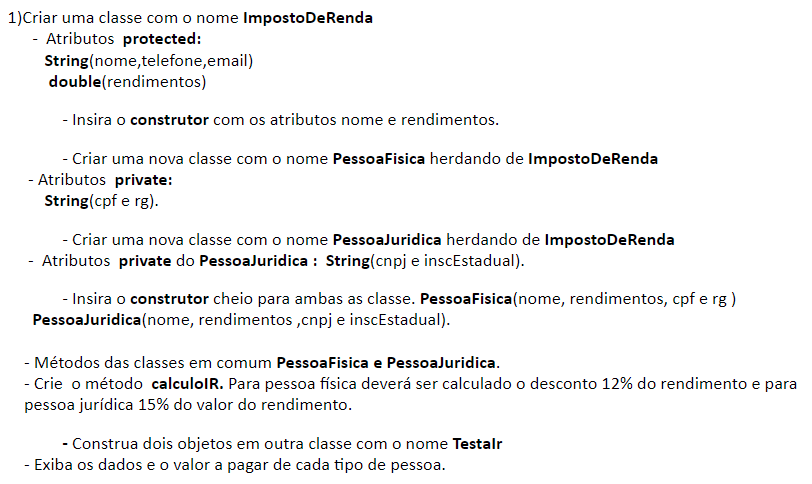 1)Criar uma classe com o nome ImpostoDeRenda
- Atributos protected:
String(nome,telefone,email)
double(rendimentos)
- Insira o construtor com os atributos nome e rendimentos.
- Criar uma nova classe com o nome PessoaFisica herdando de ImpostoDeRenda
- Atributos private:
String(cpf e rg).
- Criar uma nova classe com o nome PessoaJuridica herdando de ImpostoDeRenda
- Atributos private do PessoaJuridica : String(cnpj e inscEstadual).
- Insira o construtor cheio para ambas as classe. PessoaFisica(nome, rendimentos, cpf e rg )
PessoaJuridica(nome, rendimentos ,cnpj e inscEstadual).
- Métodos das classes em comum PessoaFisica e PessoaJuridica.
- Crie o método calculoIR. Para pessoa física deverá ser calculado o desconto 12% do rendimento e para
pessoa jurídica 15% do valor do rendimento.
- Construa dois objetos em outra classe com o nome TestaIr
- Exiba os dados e o valor a pagar de cada tipo de pessoa.